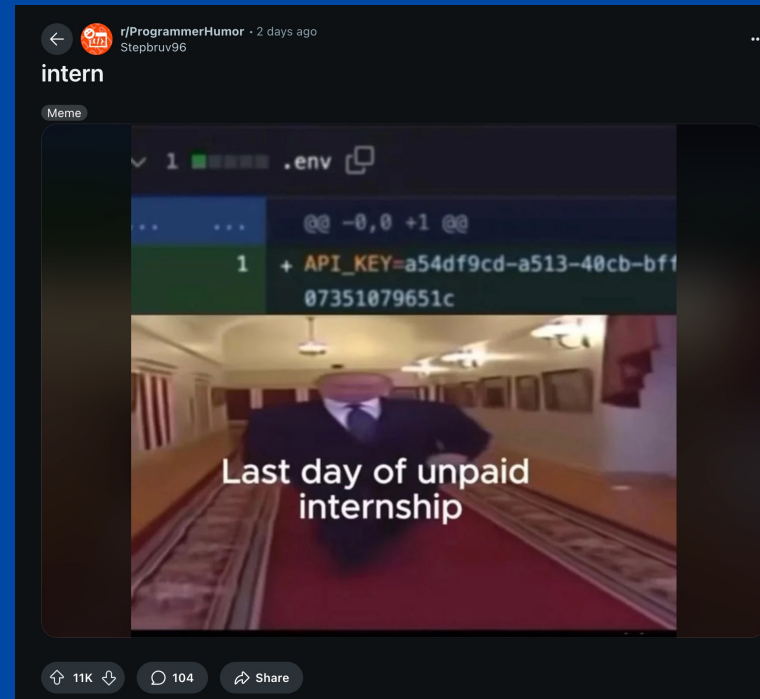 r/ProgrammerHumor • 2 days ago
Stepbruv96
intern
Meme
1 .env
... ... @@ -0,0 +1 @@
1 + API_KEY=a54df9cd-a513-40cb-bff
07351079651c
Last day of unpaid
internship
11K 104 Share